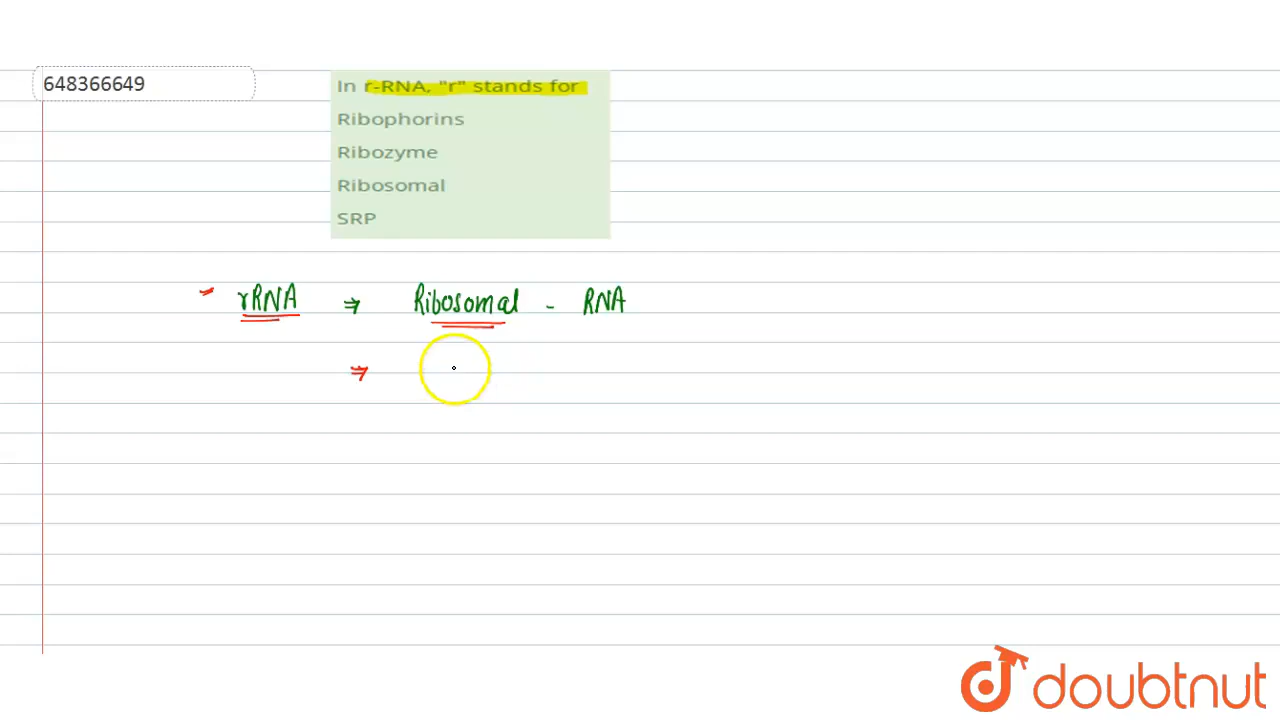 648366649
In r-RNA, "r" stands for
Ribophorins
Ribozyme
Ribosomal
SRP
rRNA ⇒ Ribosomal - RNA
⇒
doubtnut